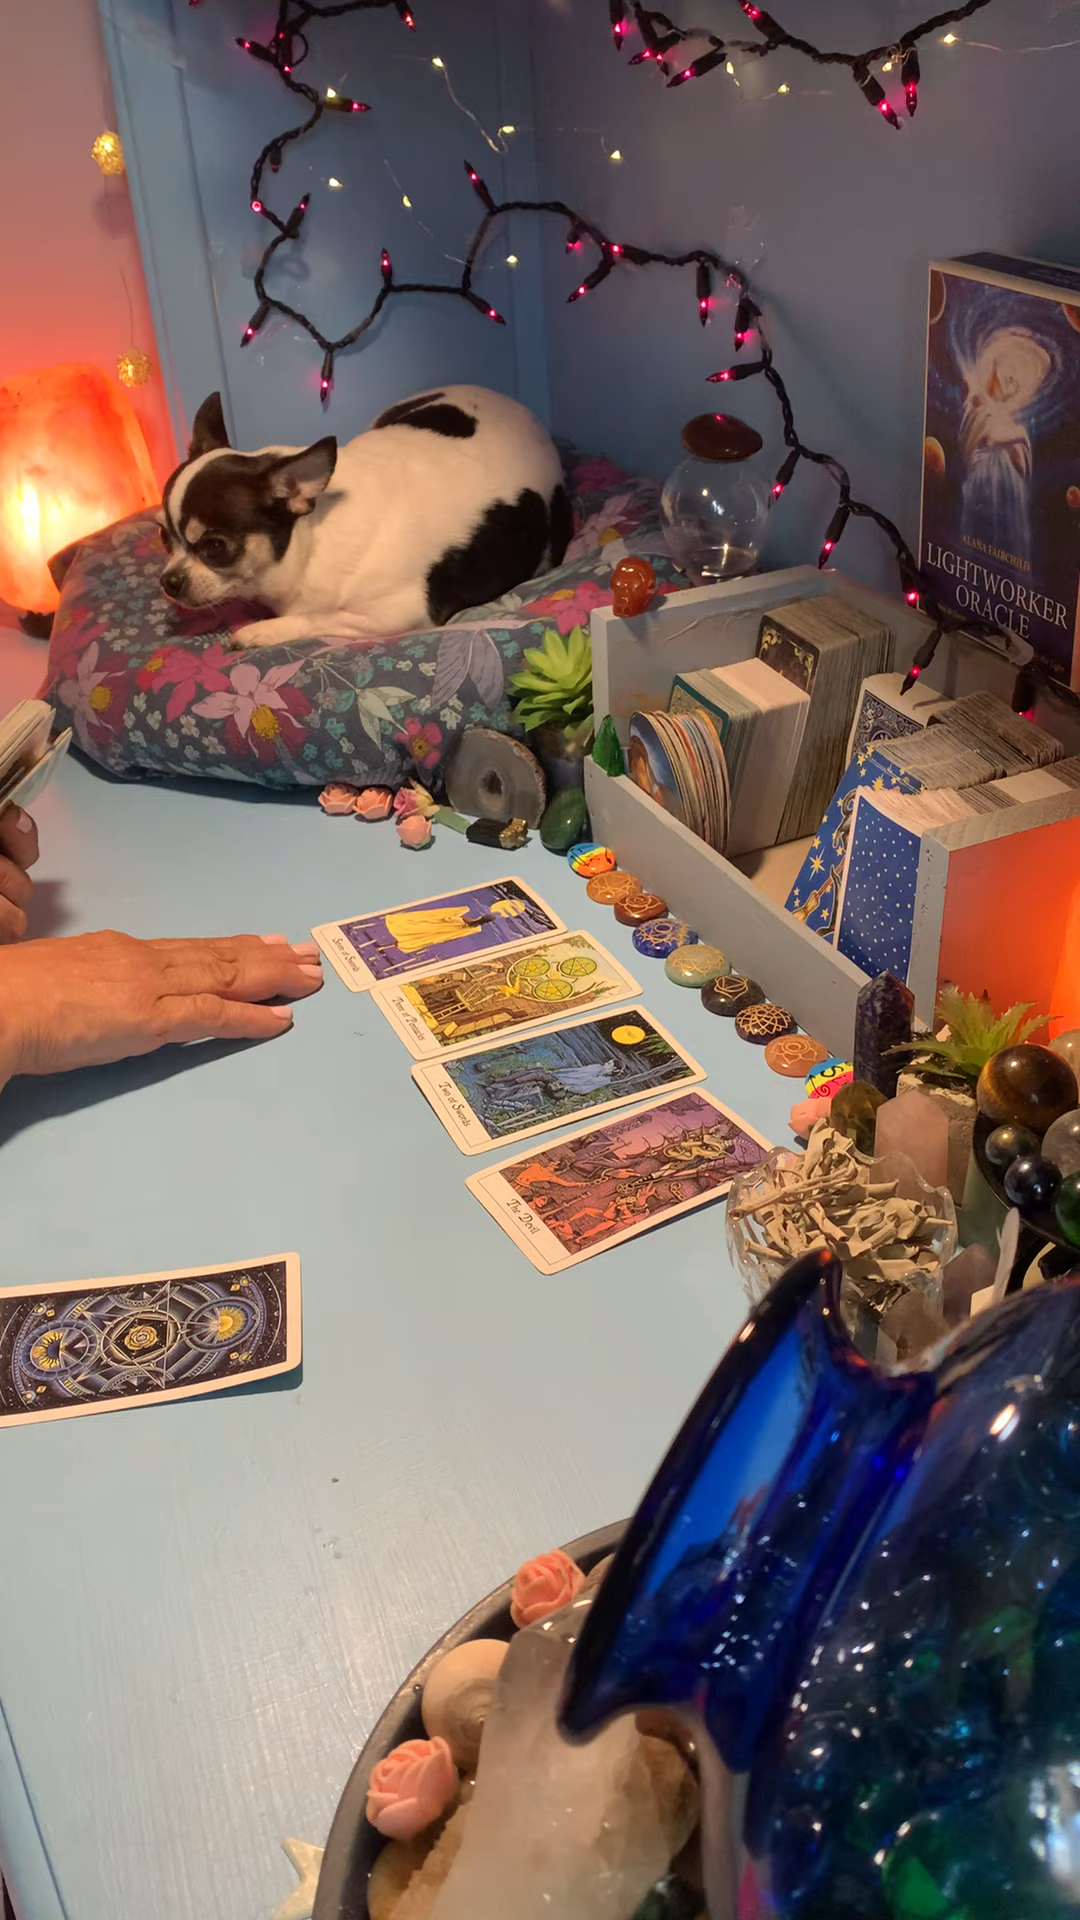 ALANA FAIRCHILD
LIGHTWORKER
ORACLE
Seven of Swords
Three of Pentacles
Two of Swords
The Devil